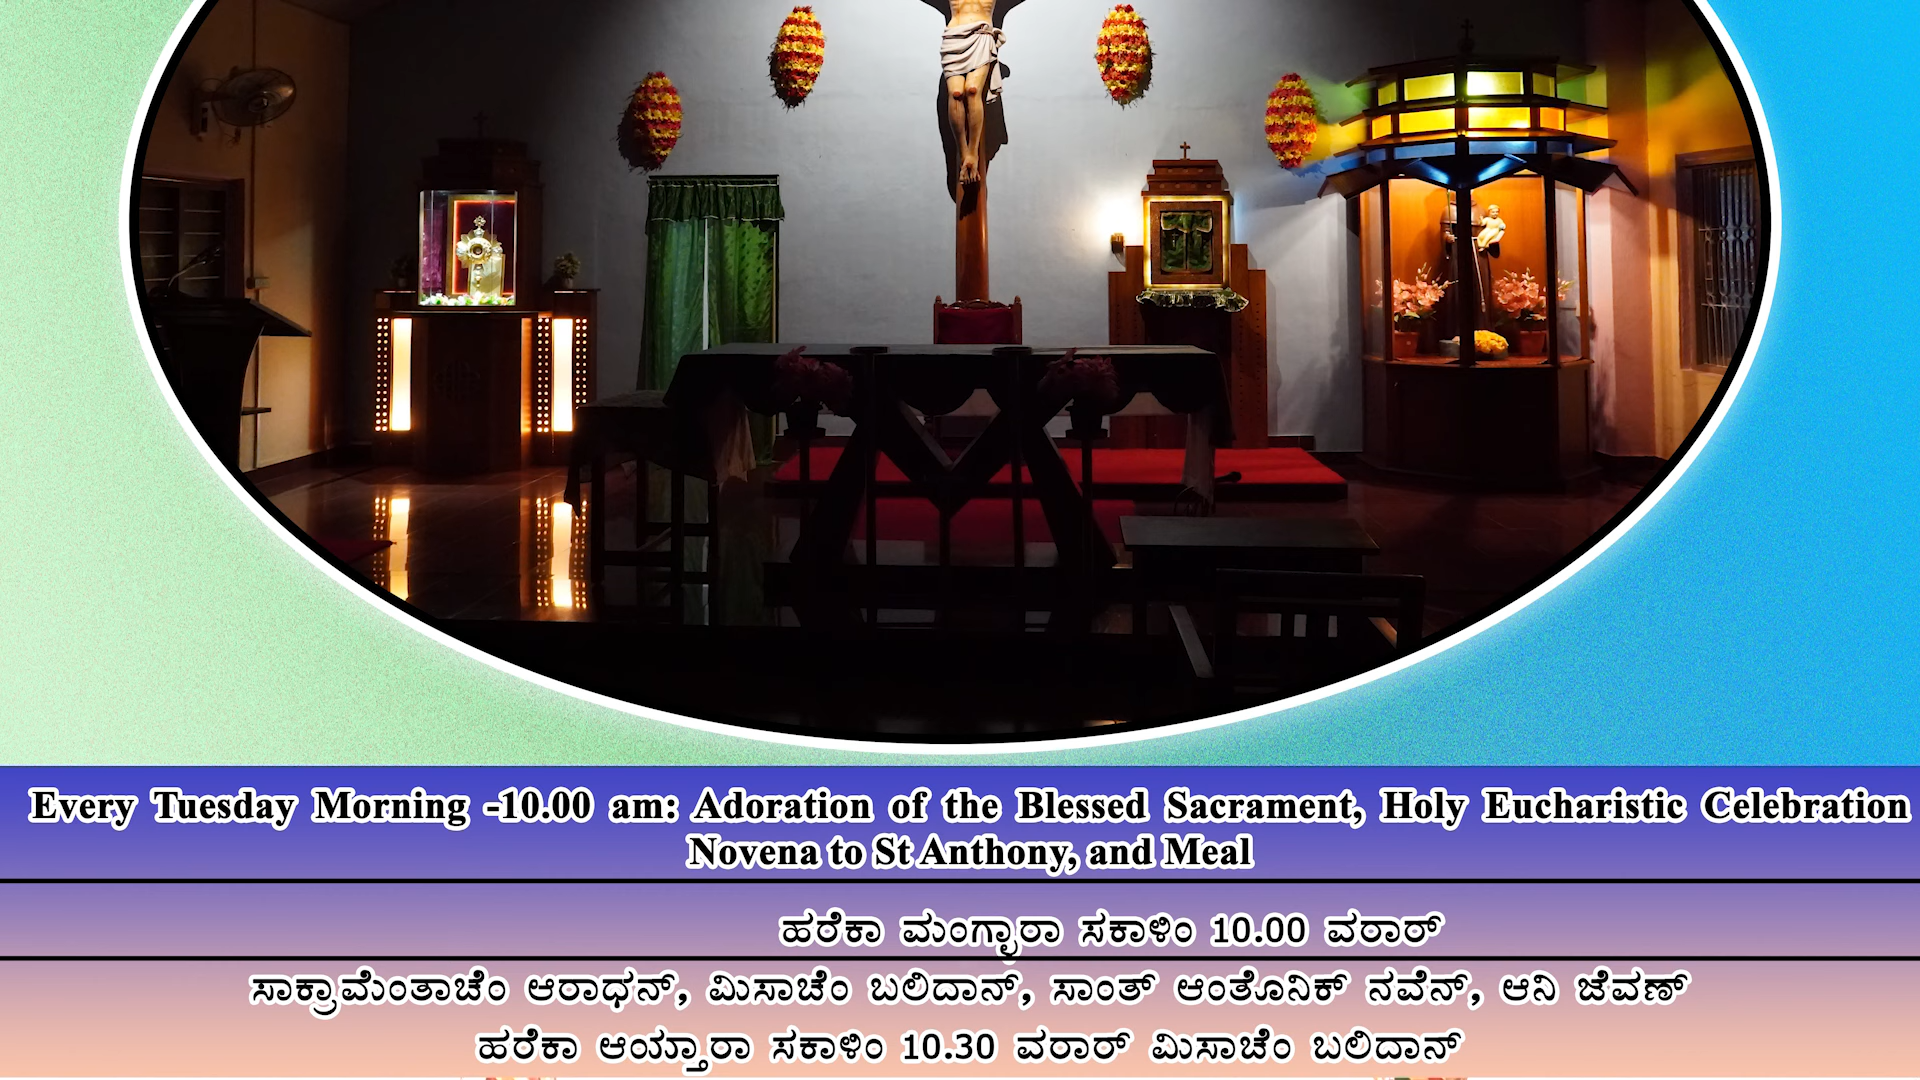 Every Tuesday Morning -10.00 am: Adoration of the Blessed Sacrament, Holy Eucharistic Celebration
Novena to St Anthony, and Meal
ಹರೆಕಾ ಮಂಗ್ಳಾರಾ ಸಕಾಳಿಂ 10.00 ವರಾರ್
ಸಾಕ್ರಾಮೆಂತಾಚೆಂ ಆರಾಧನ್, ಮಿಸಾಚೆಂ ಬಲಿದಾನ್, ಸಾಂತ್ ಆಂತೊನಿಕ್ ನವೆನ್, ಆನಿ ಜೆವಣ್
ಹರೆಕಾ ಆಯ್ತಾರಾ ಸಕಾಳಿಂ 10.30 ವರಾರ್ ಮಿಸಾಚೆಂ ಬಲಿದಾನ್